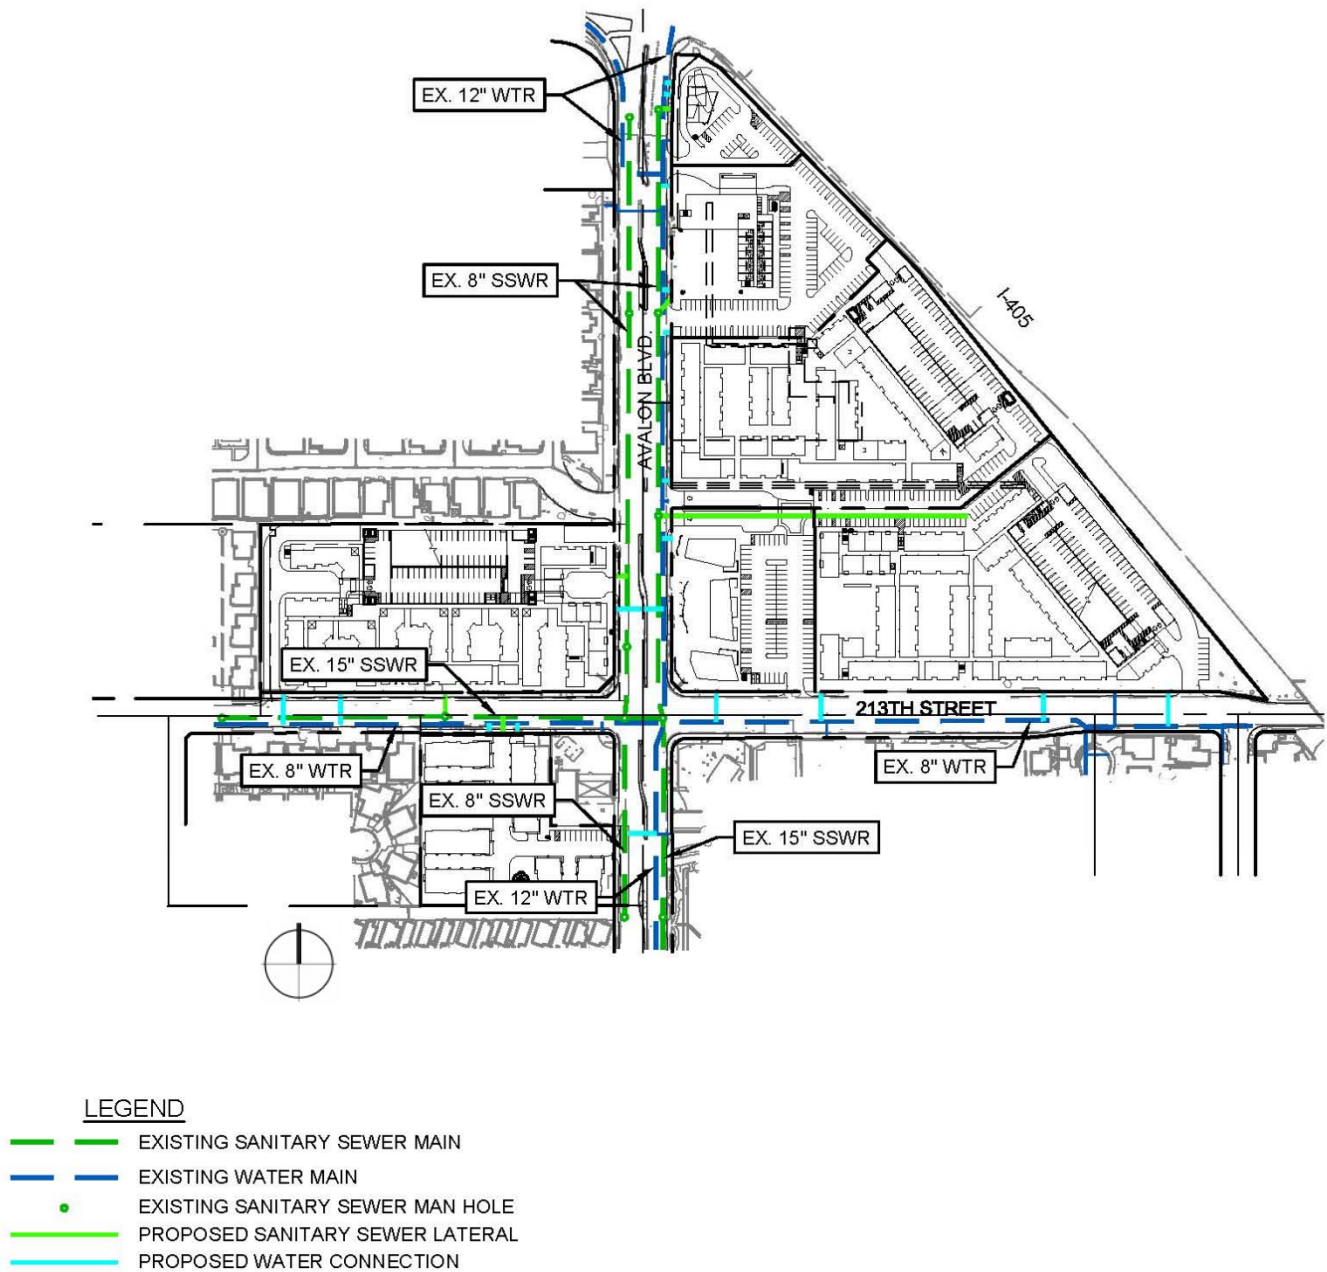 EX. 12" WTR
EX. 8" SSWR
I-405
AVALON BLVD.
EX. 15" SSWR
213TH STREET
EX. 8" WTR
EX. 8" WTR
EX. 8" SSWR
EX. 15" SSWR
EX. 12" WTR
LEGEND
EXISTING SANITARY SEWER MAIN
EXISTING WATER MAIN
EXISTING SANITARY SEWER MAN HOLE
PROPOSED SANITARY SEWER LATERAL
PROPOSED WATER CONNECTION